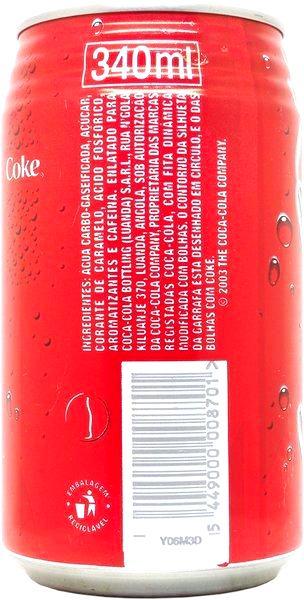 340ml
Coke
INGREDIENTES: AGUA CARBO-GASEIFICADA, AÇUCAR,
CORANTE DE CARAMELO, ACIDO FOSFORICO
AROMATIZANTES E CAFEINA. ENLATADO PARA
COCA-COLA BOTTLING (LUANDA) S.A.R.L., RUA N'GOLA
KILUANJE 370, LUANDA, ANGOLA, SOB AUTORIZAÇÃO
DA COCA-COLA COMPANY, PROPRIETARIA DAS MARCAS
REGISTADAS COCA-COLA, COM FITA DINAMICA
MODIFICADA COM BOLHAS. O CONTORNO DA SILHUETA
DA GARRAFA ESTA DESENHADO EM CIRCULO, E O DAS
BOLHAS COM COKE. © 2003 THE COCA-COLA COMPANY.
EMBALAGEM
RECICLAVEL
5 449000 008701 >
Y06M3D